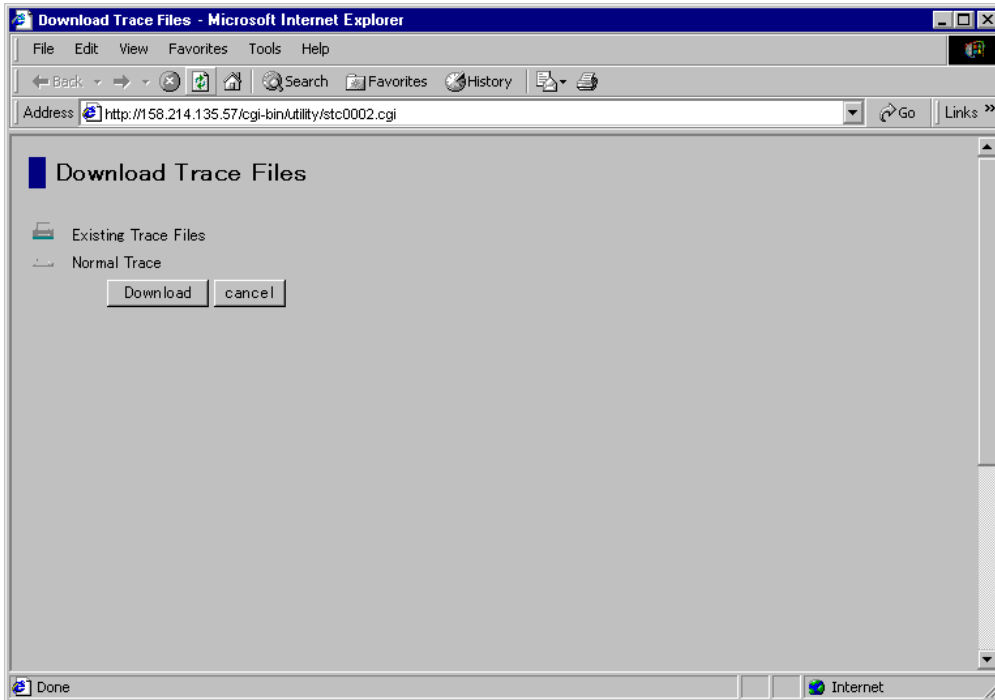 Download Trace Files - Microsoft Internet Explorer
File Edit View Favorites Tools Help
Back Search Favorites History
Address http://158.214.135.57/cgi-bin/utility/stc0002.cgi Go Links »
Download Trace Files
Existing Trace Files
Normal Trace
Download cancel
Done Internet